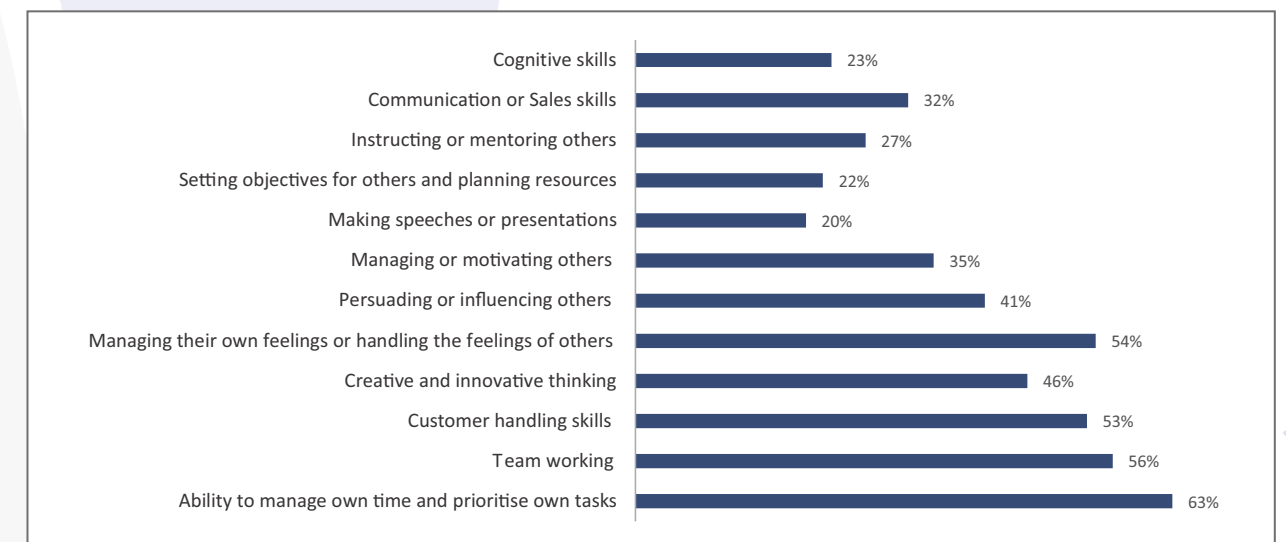 Cognitive skills 23%
Communication or Sales skills 32%
Instructing or mentoring others 27%
Setting objectives for others and planning resources 22%
Making speeches or presentations 20%
Managing or motivating others 35%
Persuading or influencing others 41%
Managing their own feelings or handling the feelings of others 54%
Creative and innovative thinking 46%
Customer handling skills 53%
Team working 56%
Ability to manage own time and prioritise own tasks 63%